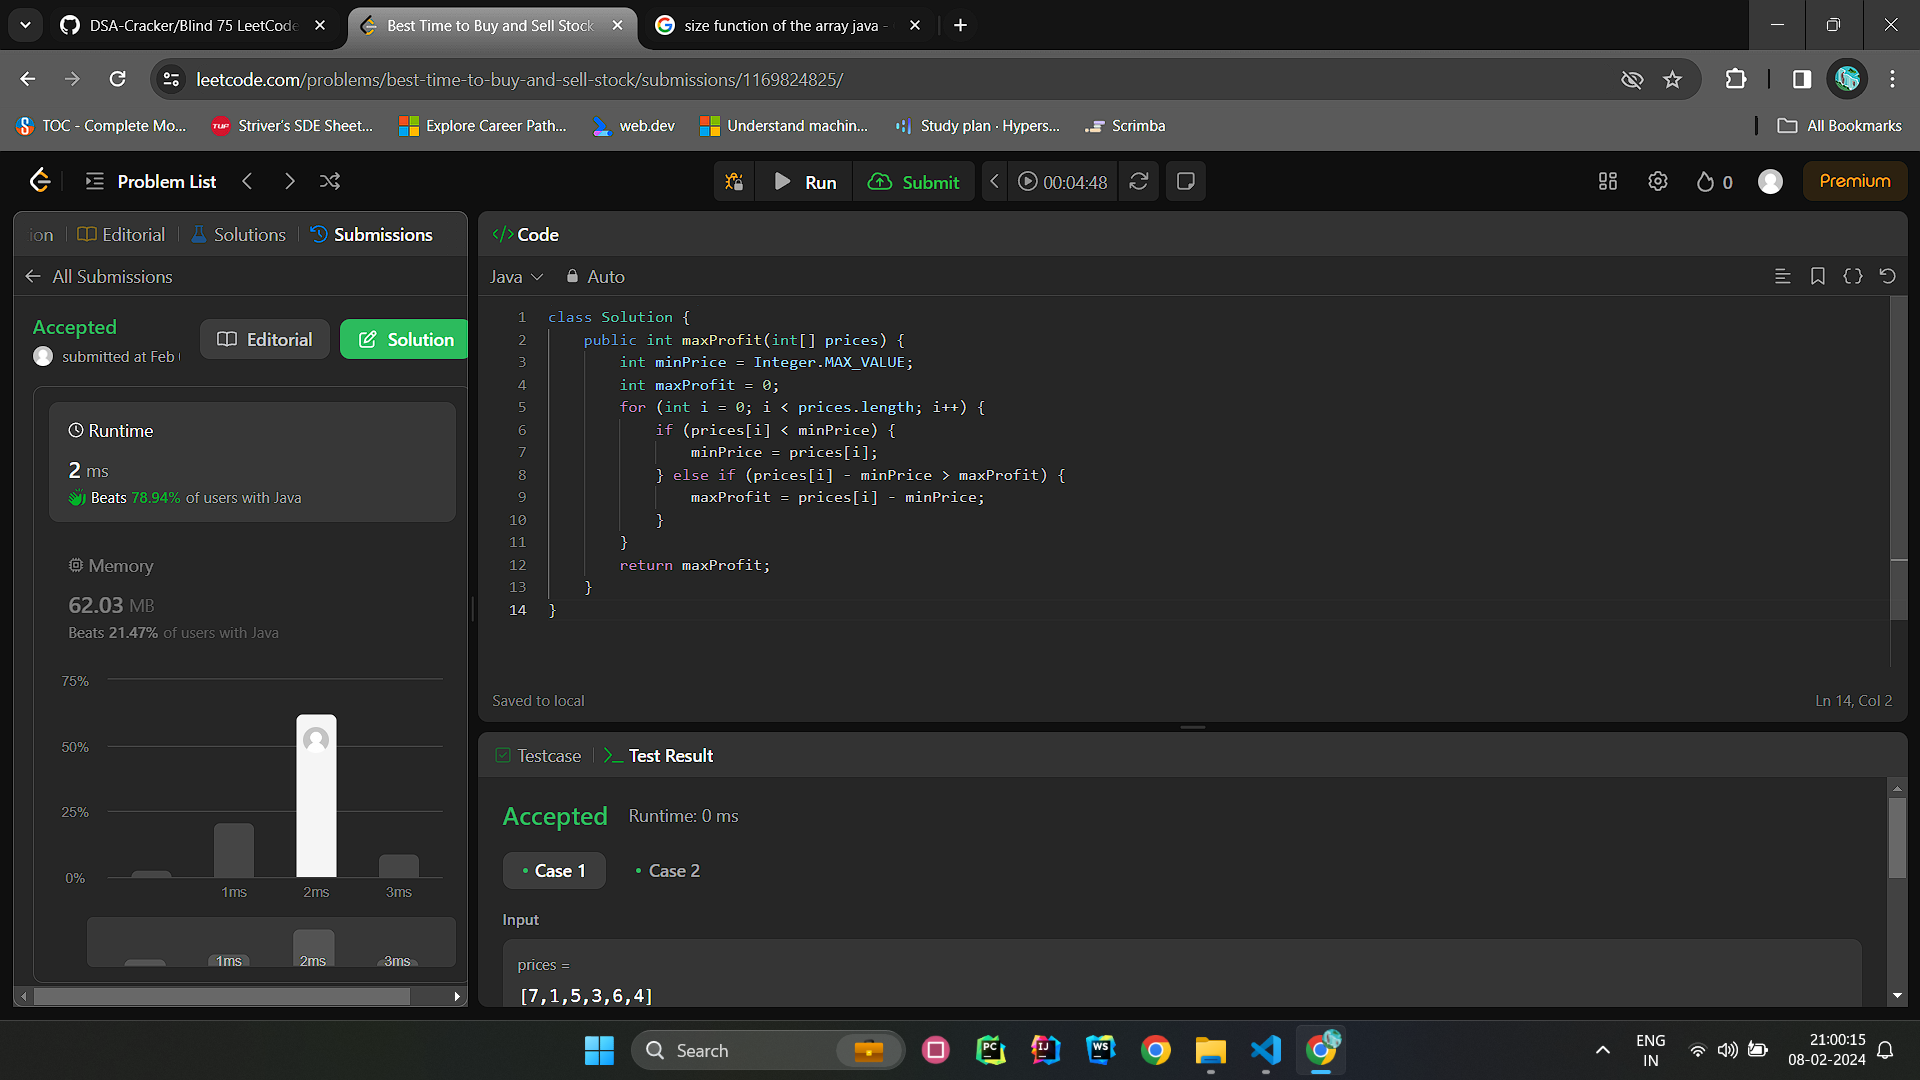 DSA-Cracker/Blind 75 LeetCode
Best Time to Buy and Sell Stock
size function of the array java -
leetcode.com/problems/best-time-to-buy-and-sell-stock/submissions/1169824825/
TOC - Complete Mo...
Striver's SDE Sheet...
Explore Career Path...
web.dev
Understand machin...
Study plan · Hypers...
Scrimba
All Bookmarks
Problem List
Run
Submit
00:04:48
0
Premium
ion
Editorial
Solutions
Submissions
All Submissions
Accepted
submitted at Feb
Editorial
Solution
Runtime
2 ms
Beats 78.94% of users with Java
Memory
62.03 MB
Beats 21.47% of users with Java
75%
50%
25%
0%
1ms 2ms 3ms
1ms 2ms 3ms
</> Code
Java
Auto
1 class Solution {
2 public int maxProfit(int[] prices) {
3 int minPrice = Integer.MAX_VALUE;
4 int maxProfit = 0;
5 for (int i = 0; i < prices.length; i++) {
6 if (prices[i] < minPrice) {
7 minPrice = prices[i];
8 } else if (prices[i] - minPrice > maxProfit) {
9 maxProfit = prices[i] - minPrice;
10 }
11 }
12 return maxProfit;
13 }
14 }
Saved to local
Ln 14, Col 2
Testcase
>_ Test Result
Accepted
Runtime: 0 ms
• Case 1
• Case 2
Input
prices =
[7,1,5,3,6,4]
Search
PC
IJ
WS
ENG
IN
21:00:15
08-02-2024